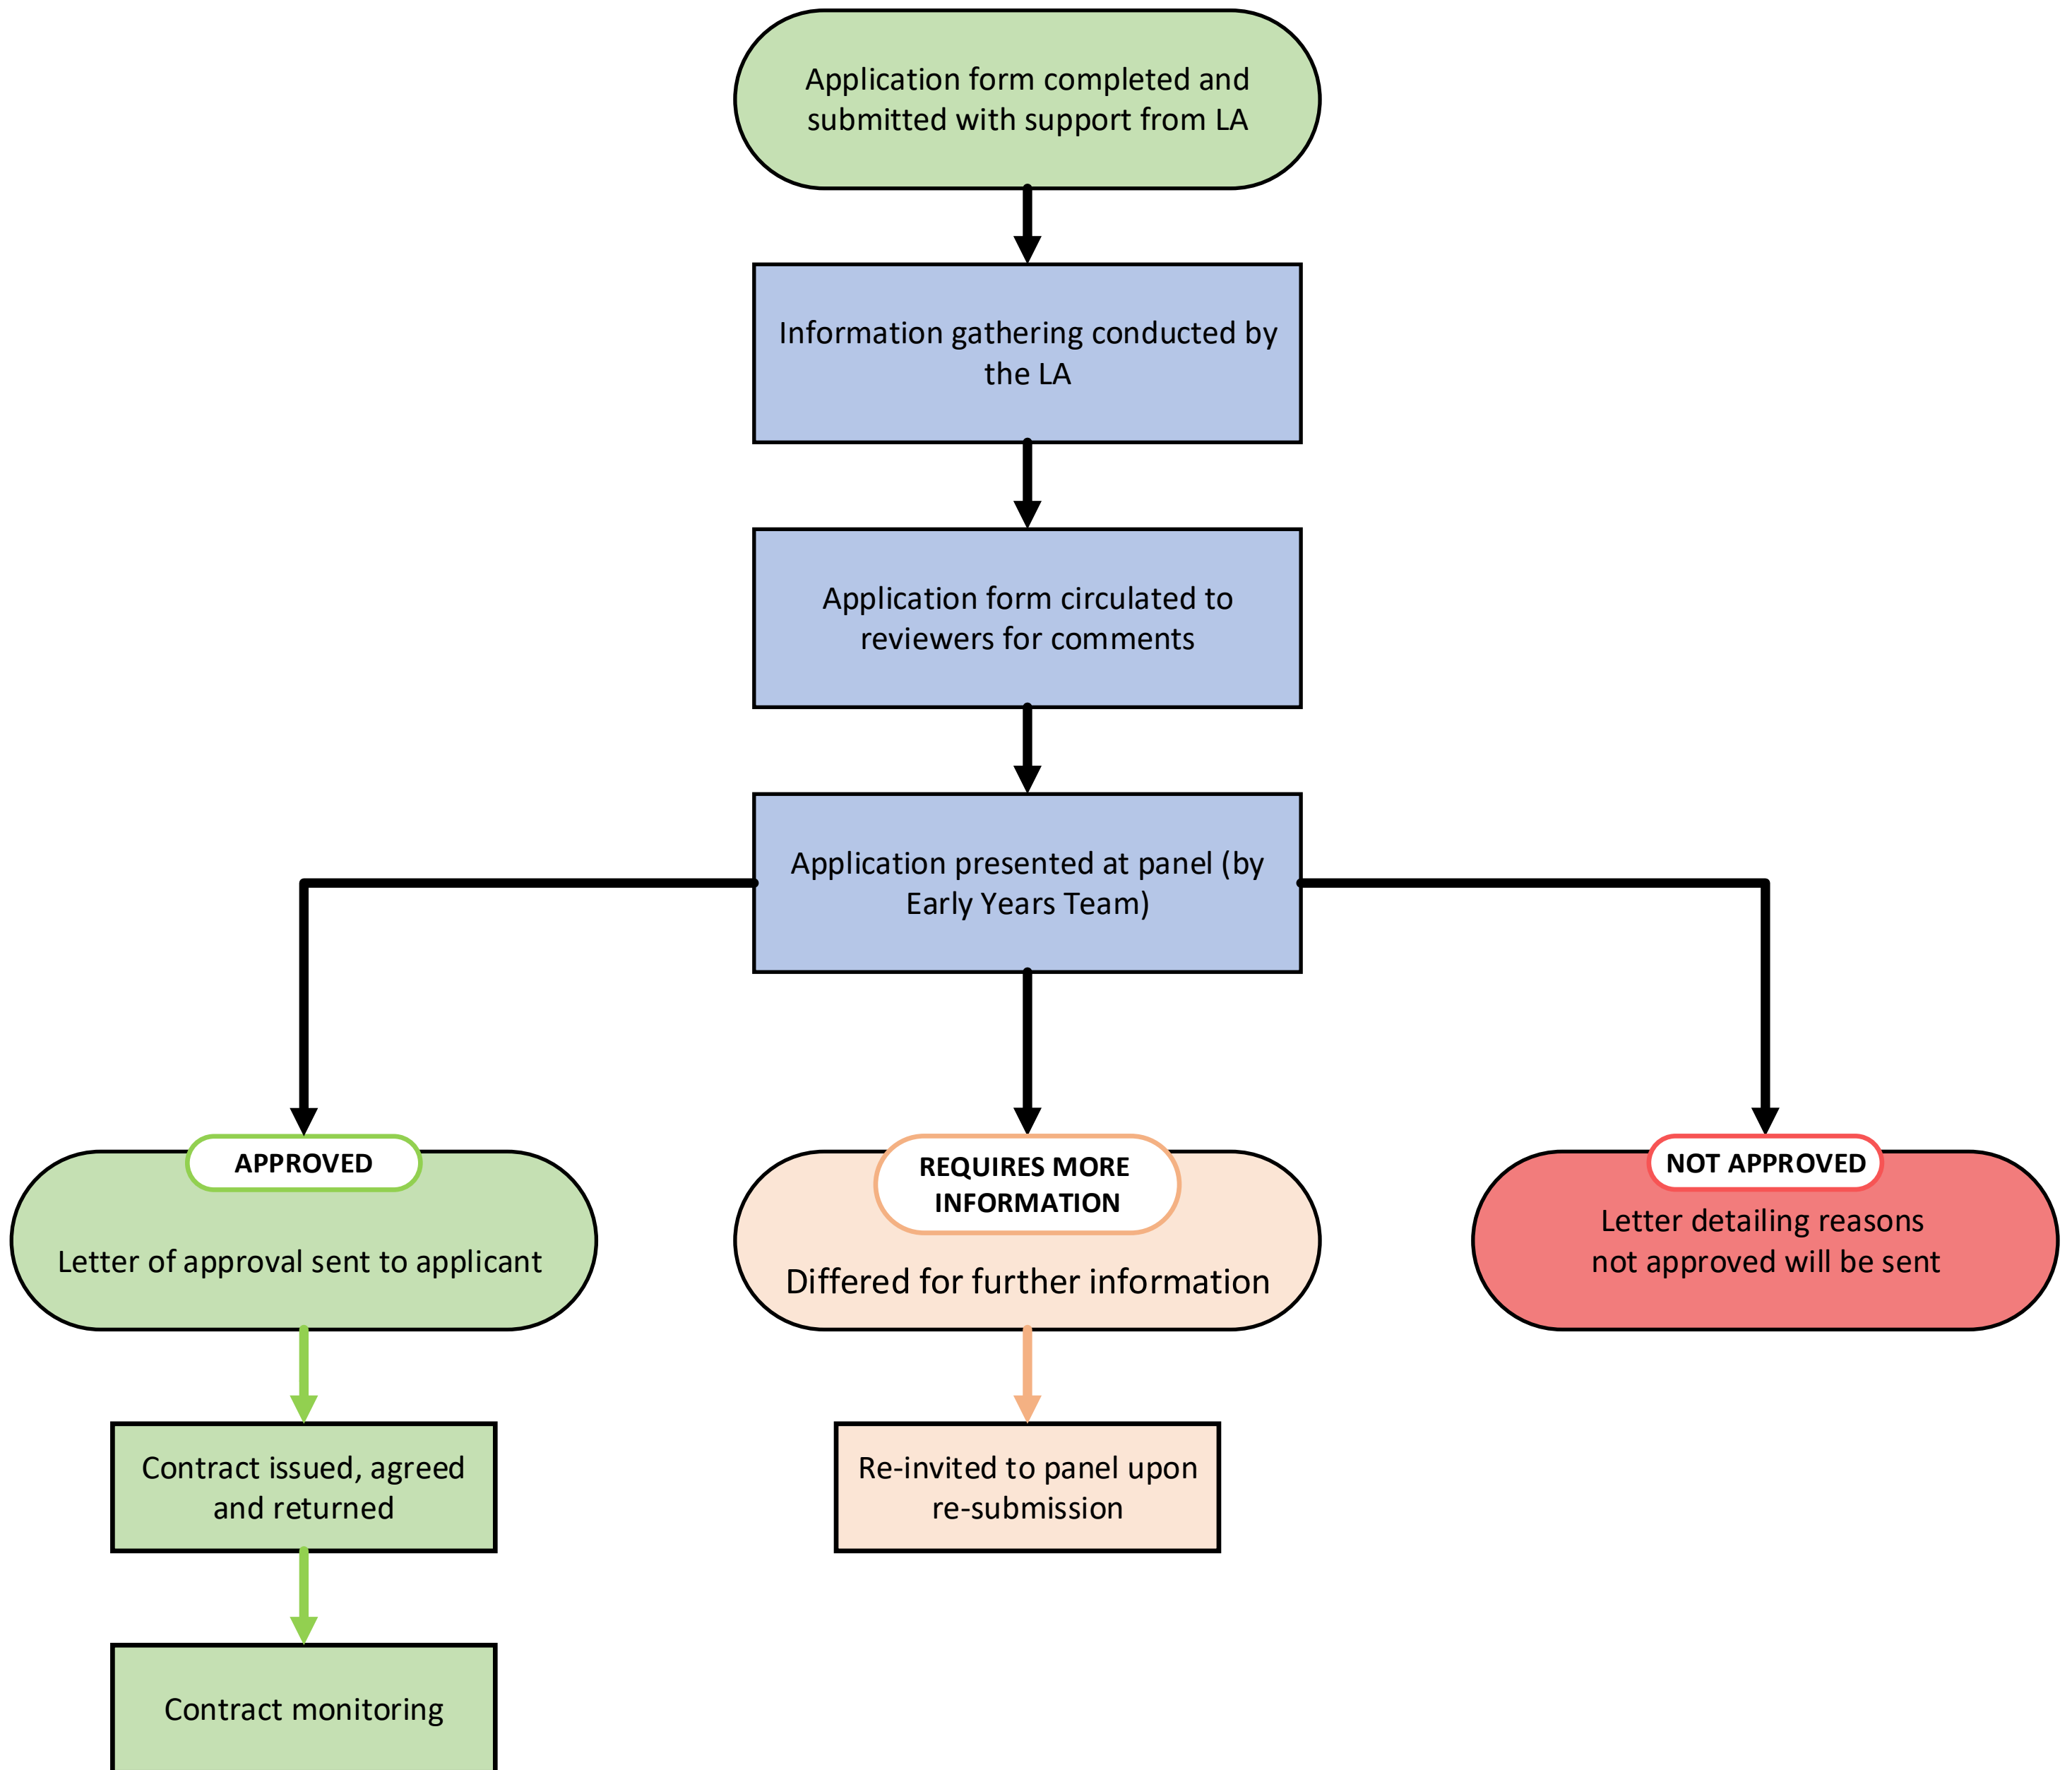 Application form completed and
submitted with support from LA
Information gathering conducted by
the LA
Application form circulated to
reviewers for comments
Application presented at panel (by
Early Years Team)
APPROVED
Letter of approval sent to applicant
REQUIRES MORE
INFORMATION
Differed for further information
NOT APPROVED
Letter detailing reasons
not approved will be sent
Contract issued, agreed
and returned
Re-invited to panel upon
re-submission
Contract monitoring